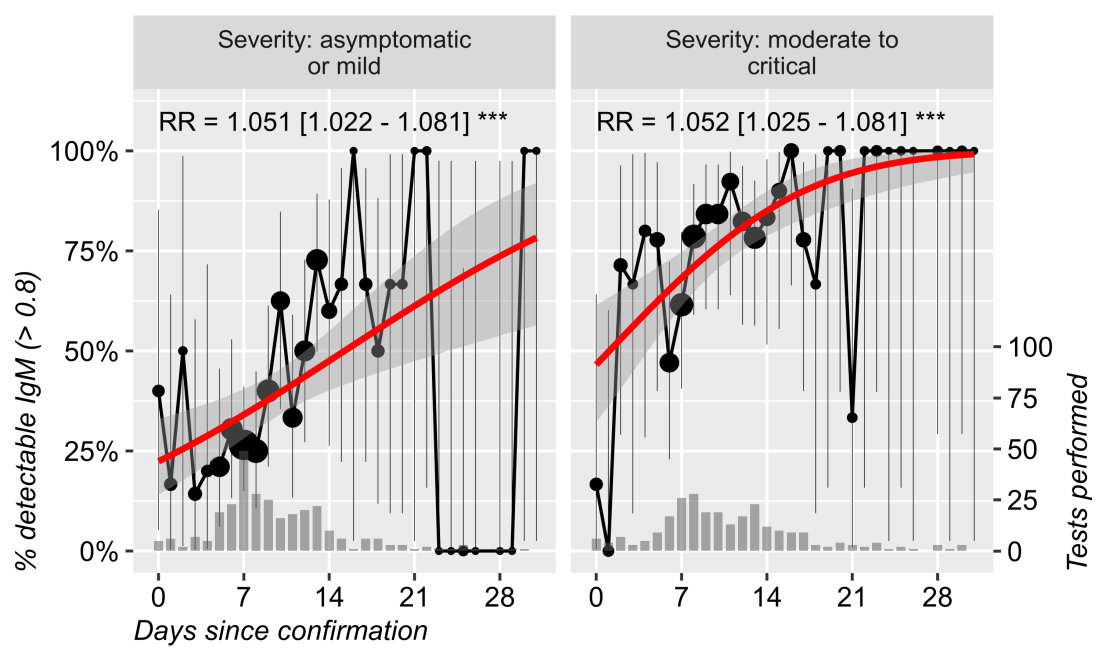 Severity: asymptomatic
or mild
Severity: moderate to
critical
RR = 1.051 [1.022 - 1.081] ***
RR = 1.052 [1.025 - 1.081] ***
% detectable IgM (> 0.8)
100%
75%
50%
25%
0%
100
75
50
25
0
Tests performed
0 7 14 21 28
0 7 14 21 28
Days since confirmation